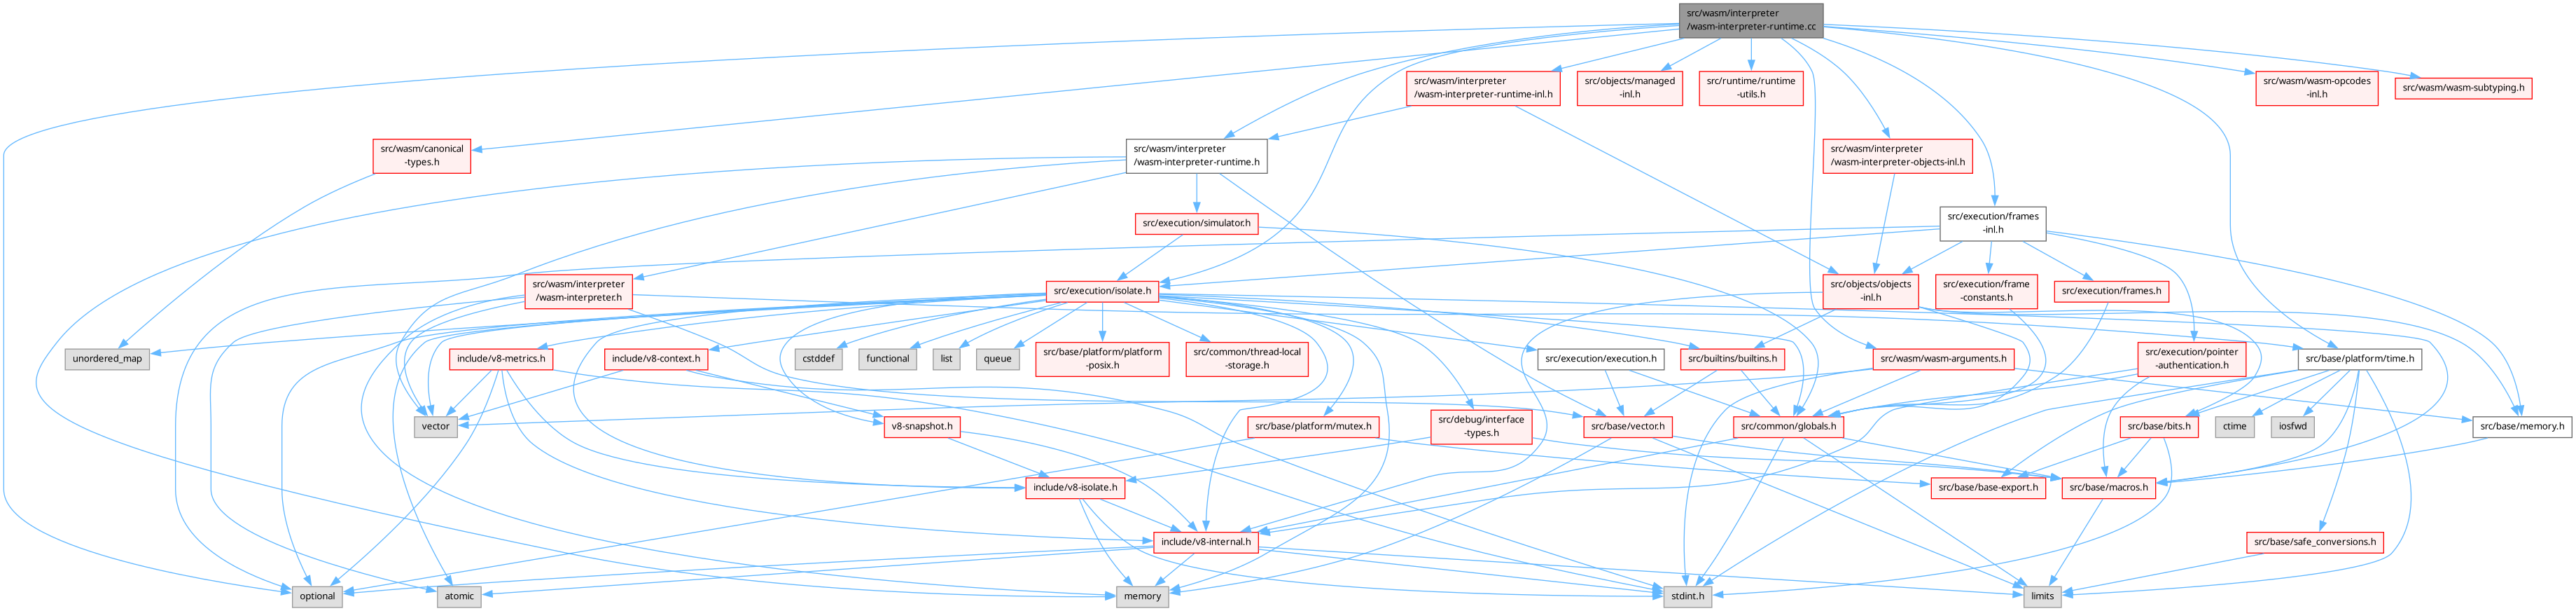 src/wasm/interpreter
/wasm-interpreter-runtime.cc
src/wasm/interpreter
/wasm-interpreter-runtime-inl.h
src/objects/managed
-inl.h
src/runtime/runtime
-utils.h
src/wasm/wasm-opcodes
-inl.h
src/wasm/wasm-subtyping.h
src/wasm/canonical
-types.h
src/wasm/interpreter
/wasm-interpreter-runtime.h
src/wasm/interpreter
/wasm-interpreter-objects-inl.h
src/execution/simulator.h
src/execution/frames
-inl.h
src/wasm/interpreter
/wasm-interpreter.h
src/execution/isolate.h
src/objects/objects
-inl.h
src/execution/frame
-constants.h
src/execution/frames.h
unordered_map
include/v8-metrics.h
include/v8-context.h
cstddef
functional
list
queue
src/base/platform/platform
-posix.h
src/common/thread-local
-storage.h
src/execution/execution.h
src/builtins/builtins.h
src/wasm/wasm-arguments.h
src/execution/pointer
-authentication.h
src/base/platform/time.h
vector
v8-snapshot.h
src/base/platform/mutex.h
src/debug/interface
-types.h
src/base/vector.h
src/common/globals.h
src/base/bits.h
ctime
iosfwd
src/base/memory.h
include/v8-isolate.h
src/base/base-export.h
src/base/macros.h
include/v8-internal.h
src/base/safe_conversions.h
optional
atomic
memory
stdint.h
limits